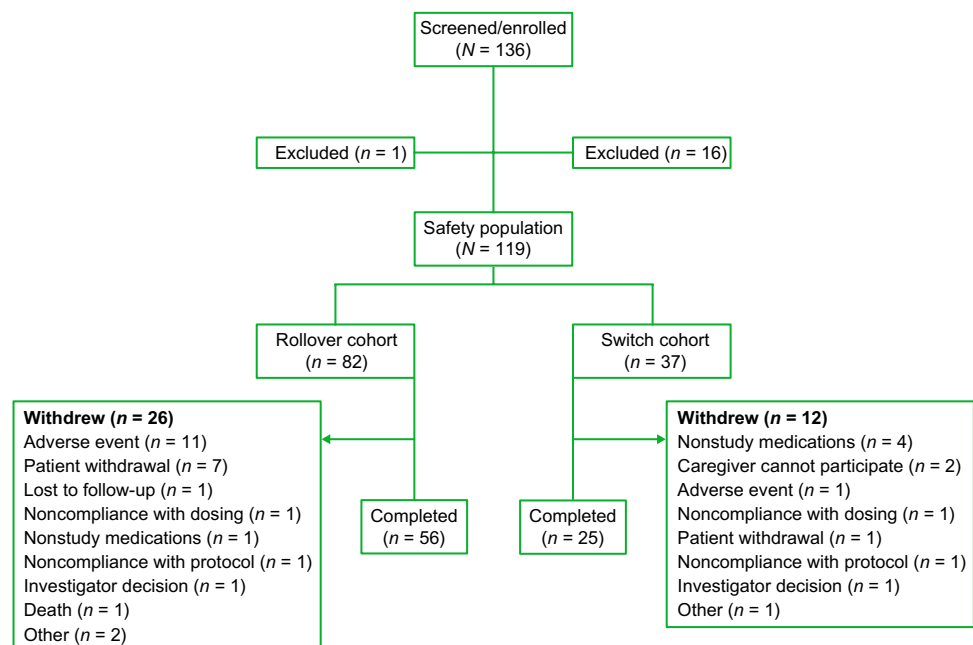 Screened/enrolled
(N = 136)
Excluded (n = 1)
Excluded (n = 16)
Safety population
(N = 119)
Rollover cohort
(n = 82)
Switch cohort
(n = 37)
Withdrew (n = 26)
Adverse event (n = 11)
Patient withdrawal (n = 7)
Lost to follow-up (n = 1)
Noncompliance with dosing (n = 1)
Nonstudy medications (n = 1)
Noncompliance with protocol (n = 1)
Investigator decision (n = 1)
Death (n = 1)
Other (n = 2)
Completed
(n = 56)
Completed
(n = 25)
Withdrew (n = 12)
Nonstudy medications (n = 4)
Caregiver cannot participate (n = 2)
Adverse event (n = 1)
Noncompliance with dosing (n = 1)
Patient withdrawal (n = 1)
Noncompliance with protocol (n = 1)
Investigator decision (n = 1)
Other (n = 1)